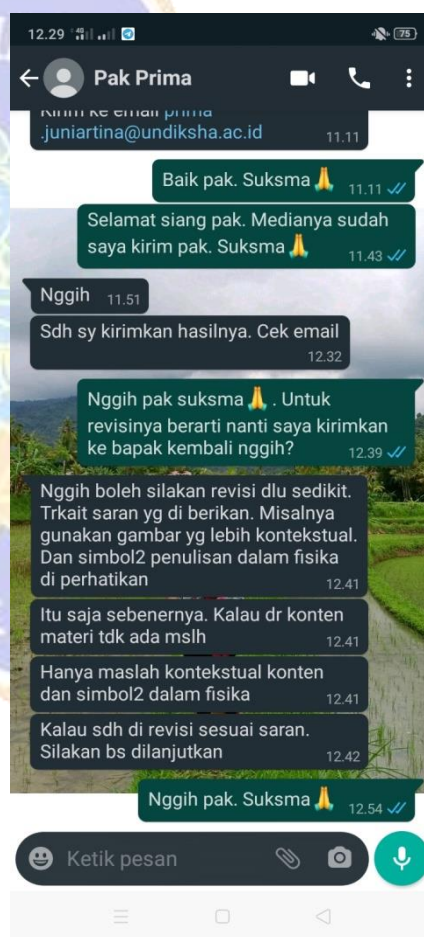 12.29
75
Pak Prima
Kirim ke email prima
.juniartina@undiksha.ac.id
11.11
Baik pak. Suksma🙏
11.11
Selamat siang pak. Medianya sudah
saya kirim pak. Suksma🙏
11.43
Nggih
11.51
Sdh sy kirimkan hasilnya. Cek email
12.32
Nggih pak suksma🙏. Untuk
revisinya berarti nanti saya kirimkan
ke bapak kembali nggih?
12.39
Nggih boleh silakan revisi dlu sedikit.
Trkait saran yg di berikan. Misalnya
gunakan gambar yg lebih kontekstual.
Dan simbol2 penulisan dalam fisika
di perhatikan
12.41
Itu saja sebenernya. Kalau dr konten
materi tdk ada mslh
12.41
Hanya maslah kontekstual konten
dan simbol2 dalam fisika
12.41
Kalau sdh di revisi sesuai saran.
Silakan bs dilanjutkan
12.42
Nggih pak. Suksma🙏
12.54
Ketik pesan